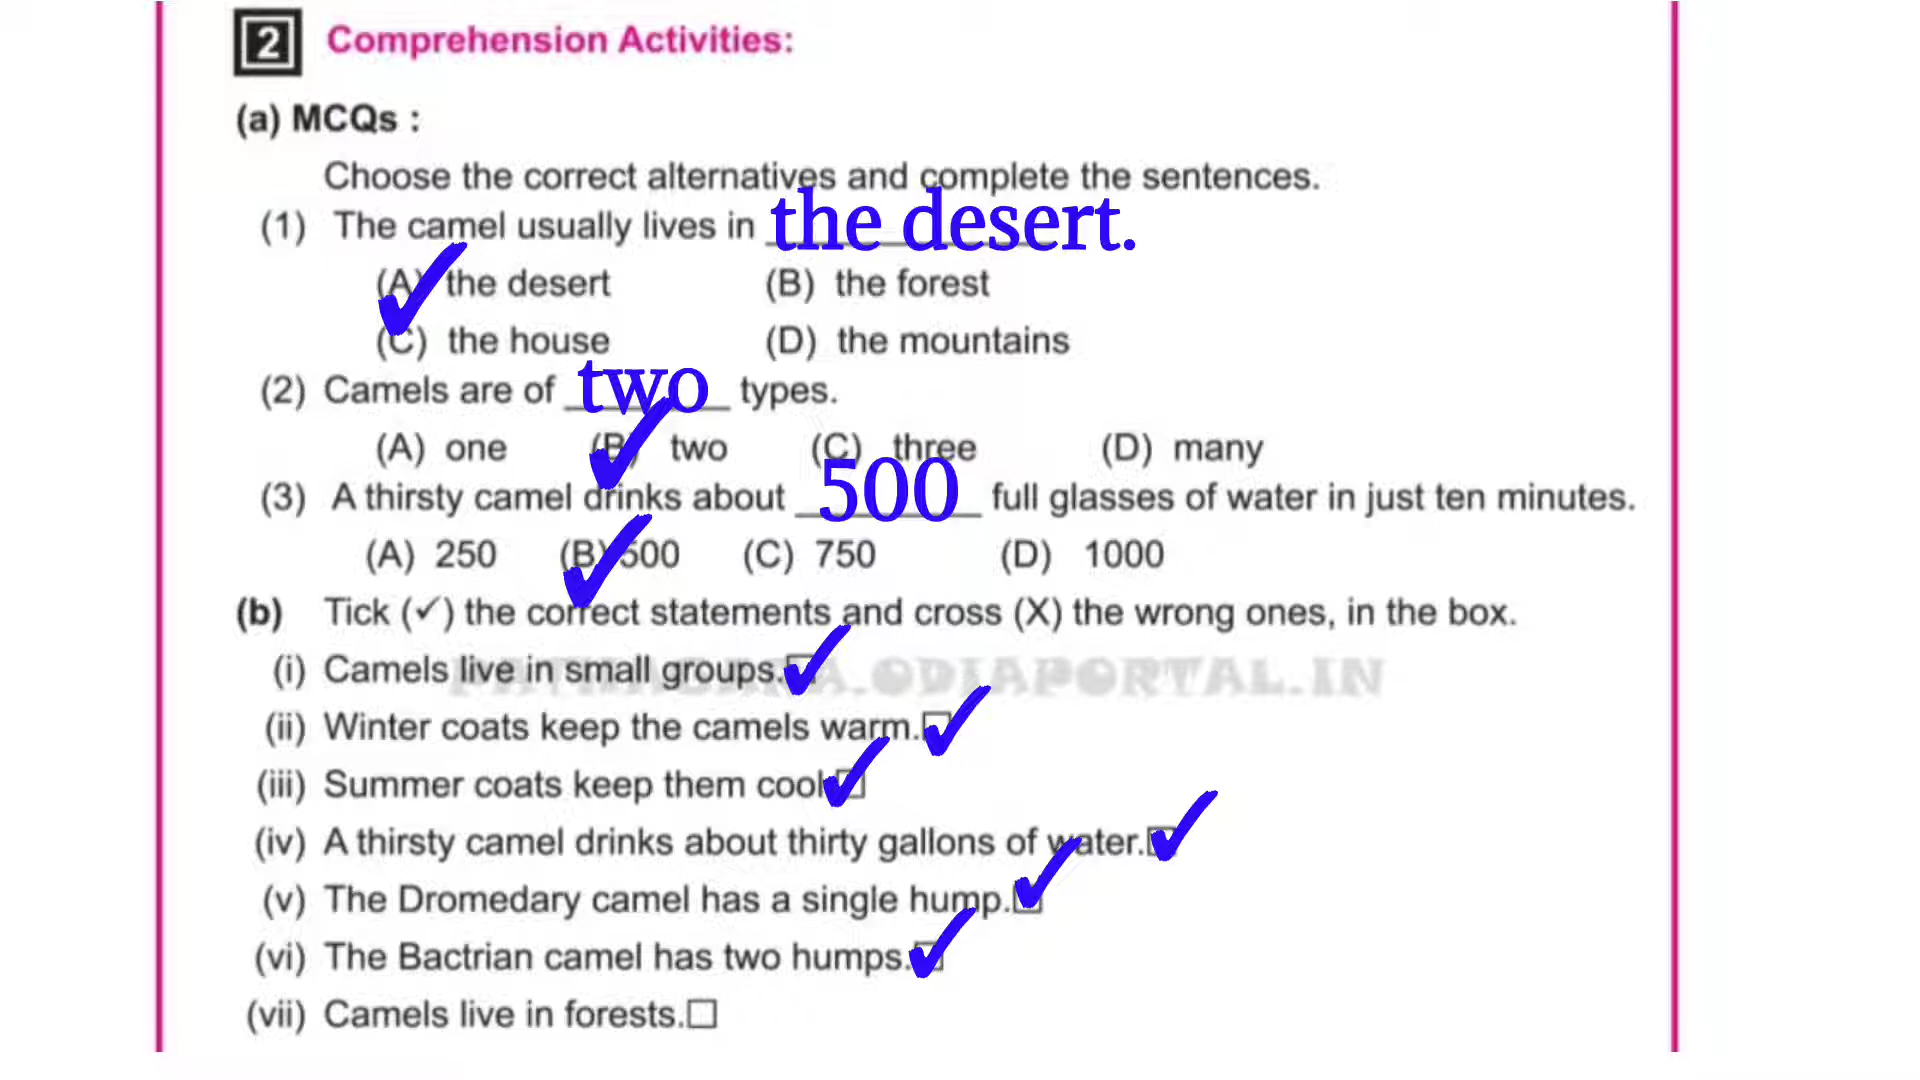 2 Comprehension Activities:
(a) MCQs :
Choose the correct alternatives and complete the sentences.
(1) The camel usually lives in the desert.
(A) the desert (B) the forest
(C) the house (D) the mountains
(2) Camels are of two types.
(A) one (B) two (C) three (D) many
(3) A thirsty camel drinks about 500 full glasses of water in just ten minutes.
(A) 250 (B) 500 (C) 750 (D) 1000
(b) Tick (✓) the correct statements and cross (X) the wrong ones, in the box.
(i) Camels live in small groups. ✓
(ii) Winter coats keep the camels warm. ✓
(iii) Summer coats keep them cool ✓
(iv) A thirsty camel drinks about thirty gallons of water. ✓
(v) The Dromedary camel has a single hump. ✓
(vi) The Bactrian camel has two humps. ✓
(vii) Camels live in forests. □
.ODIAPORTAL.IN